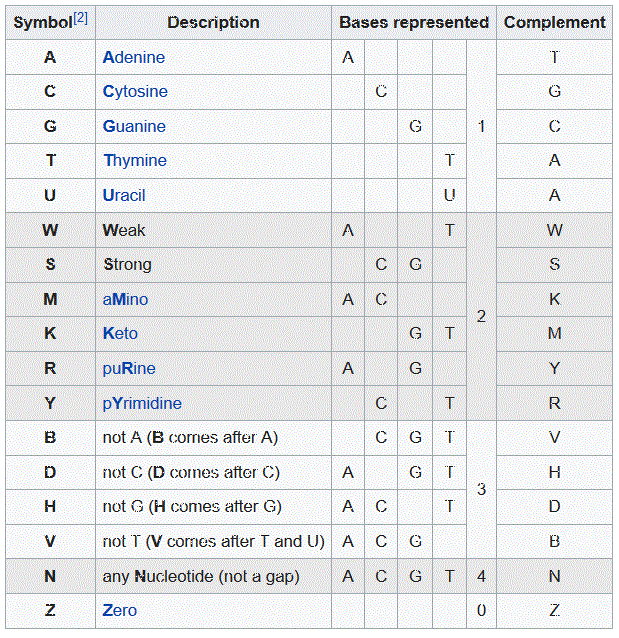 Symbol[2] Description Bases represented Complement
A Adenine A T
C Cytosine C G
G Guanine G 1 C
T Thymine T A
U Uracil U A
W Weak A T W
S Strong C G S
M aMino A C K
2
K Keto G T M
R puRine A G Y
Y pYrimidine C T R
B not A (B comes after A) C G T V
D not C (D comes after C) A G T H
3
H not G (H comes after G) A C T D
V not T (V comes after T and U) A C G B
N any Nucleotide (not a gap) A C G T 4 N
Z Zero 0 Z